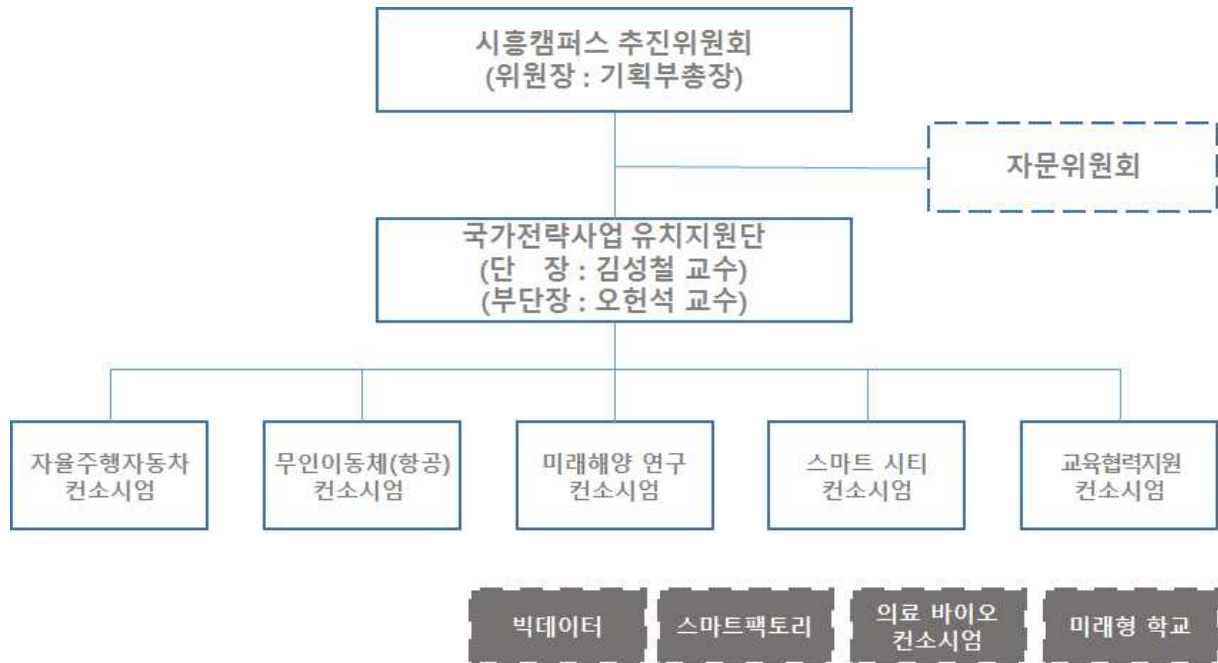 시흥캠퍼스 추진위원회
(위원장 : 기획부총장)
자문위원회
국가전략사업 유치지원단
(단 장 : 김성철 교수)
(부단장 : 오헌석 교수)
자율주행자동차
컨소시엄
무인이동체(항공)
컨소시엄
미래해양 연구
컨소시엄
스마트 시티
컨소시엄
교육협력지원
컨소시엄
빅데이터
스마트팩토리
의료 바이오
컨소시엄
미래형 학교